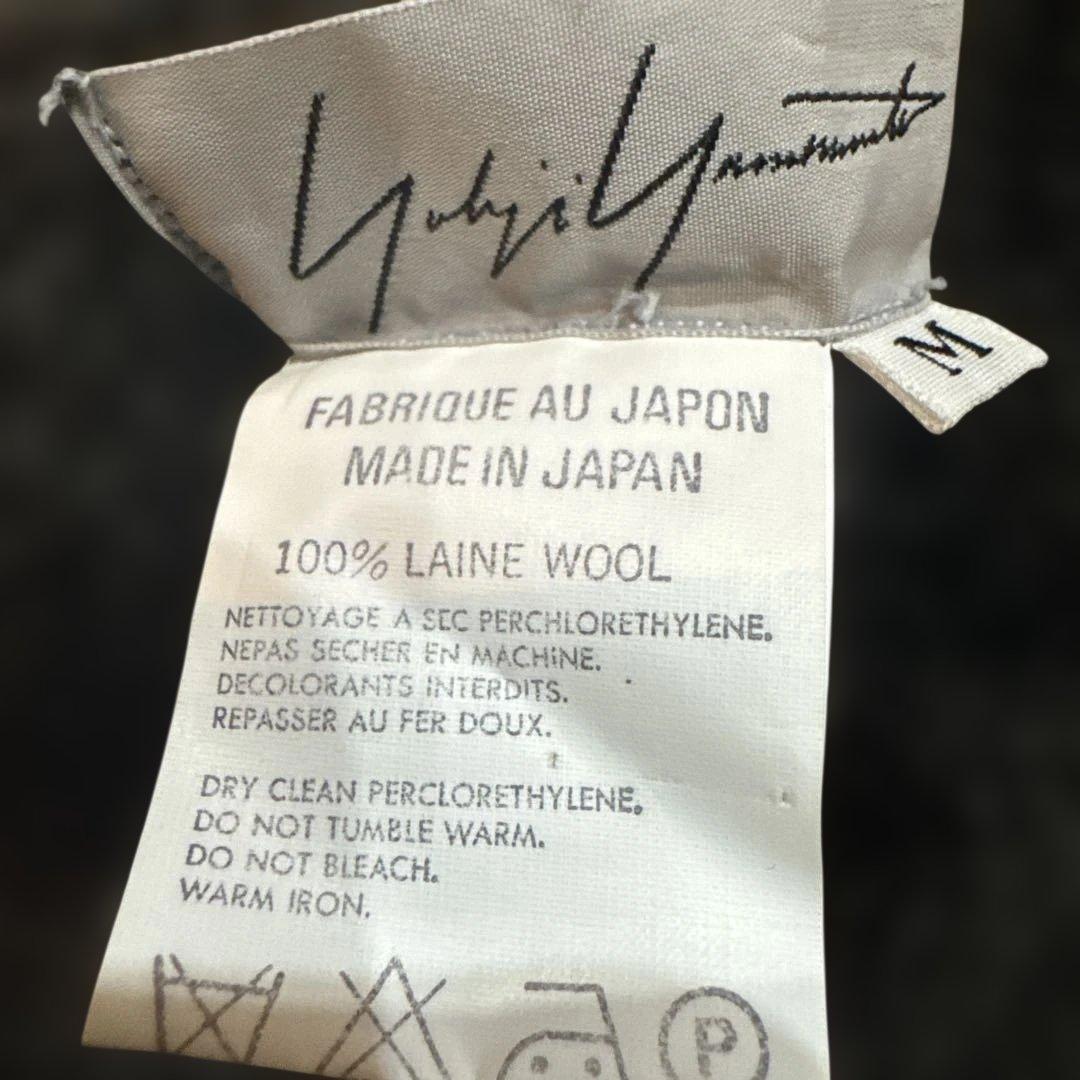 Yohji Yamamoto
M
FABRIQUE AU JAPON
MADE IN JAPAN
100% LAINE WOOL
NETTOYAGE A SEC PERCHLORETHYLENE.
NEPAS SECHER EN MACHINE.
DECOLORANTS INTERDITS.
REPASSER AU FER DOUX.
DRY CLEAN PERCLORETHYLENE.
DO NOT TUMBLE WARM.
DO NOT BLEACH.
WARM IRON.
P